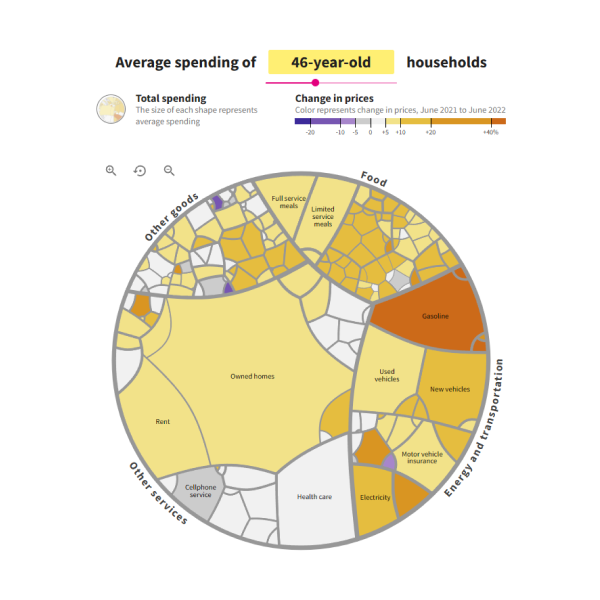 Average spending of 46-year-old households
Total spending
The size of each shape represents
average spending
Change in prices
Color represents change in prices, June 2021 to June 2022
-20 -10 -5 0 +5 +10 +20 +40%
Food
Other goods
Full service
meals
Limited
service
meals
Gasoline
Used
vehicles
New vehicles
Owned homes
Rent
Motor vehicle
insurance
Energy and transportation
Cellphone
service
Health care
Electricity
Other services